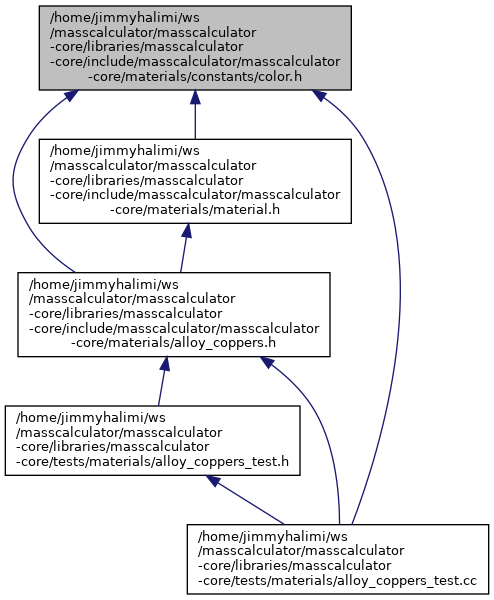 /home/jimmyhalimi/ws
/masscalculator/masscalculator
-core/libraries/masscalculator
-core/include/masscalculator/masscalculator
-core/materials/constants/color.h
/home/jimmyhalimi/ws
/masscalculator/masscalculator
-core/libraries/masscalculator
-core/include/masscalculator/masscalculator
-core/materials/material.h
/home/jimmyhalimi/ws
/masscalculator/masscalculator
-core/libraries/masscalculator
-core/include/masscalculator/masscalculator
-core/materials/alloy_coppers.h
/home/jimmyhalimi/ws
/masscalculator/masscalculator
-core/libraries/masscalculator
-core/tests/materials/alloy_coppers_test.h
/home/jimmyhalimi/ws
/masscalculator/masscalculator
-core/libraries/masscalculator
-core/tests/materials/alloy_coppers_test.cc